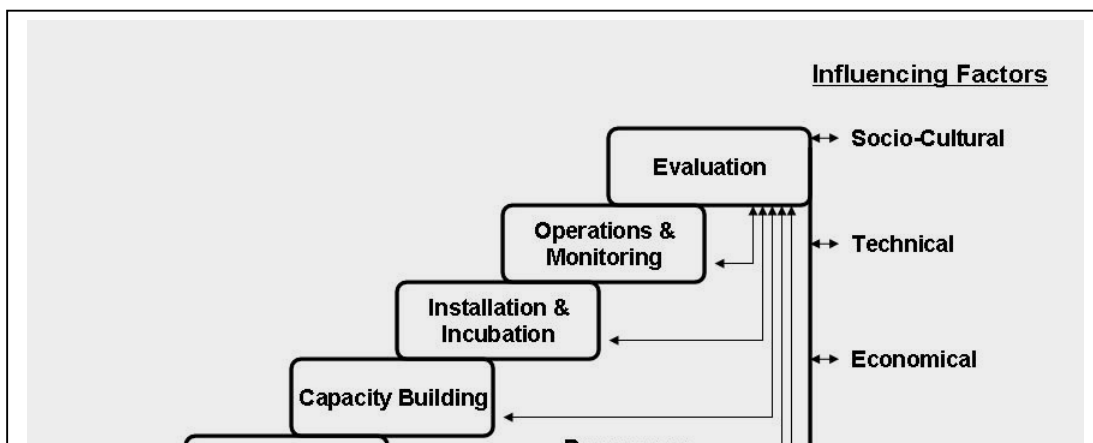 Influencing Factors
Socio-Cultural
Evaluation
Operations &
Monitoring
Technical
Installation &
Incubation
Economical
Capacity Building